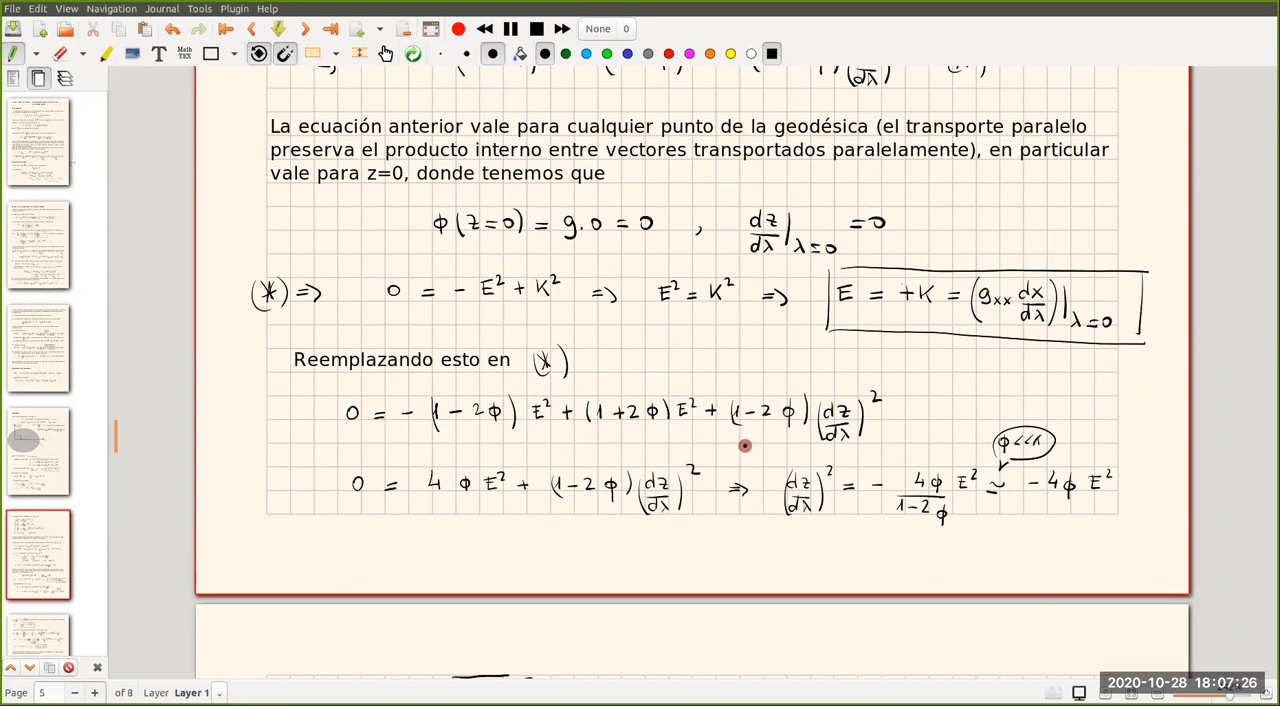 File Edit View Navigation Journal Tools Plugin Help
None 0
T Math TEX
La ecuación anterior vale para cualquier punto de la geodésica (el transporte paralelo
preserva el producto interno entre vectores transportados paralalamente), en particular
vale para z=0, donde tenemos que
ϕ(z=0) = g.0 = 0 , dz/dλ|λ=0 = 0
(*) => 0 = - E² + K² => E² = K² => E = +K = (gxx dx/dλ)|λ=0
Reemplazando esto en (*)
0 = - (1 - 2ϕ) E² + (1 + 2ϕ) E² + (1 - 2ϕ) (dz/dλ)²
ϕ<<1
0 = 4 ϕ E² + (1 - 2ϕ) (dz/dλ)² => (dz/dλ)² = - 4ϕ/(1-2ϕ) E² ≃ - 4ϕ E²
Page 5 of 8 Layer Layer 1
2020-10-28 18:07:26